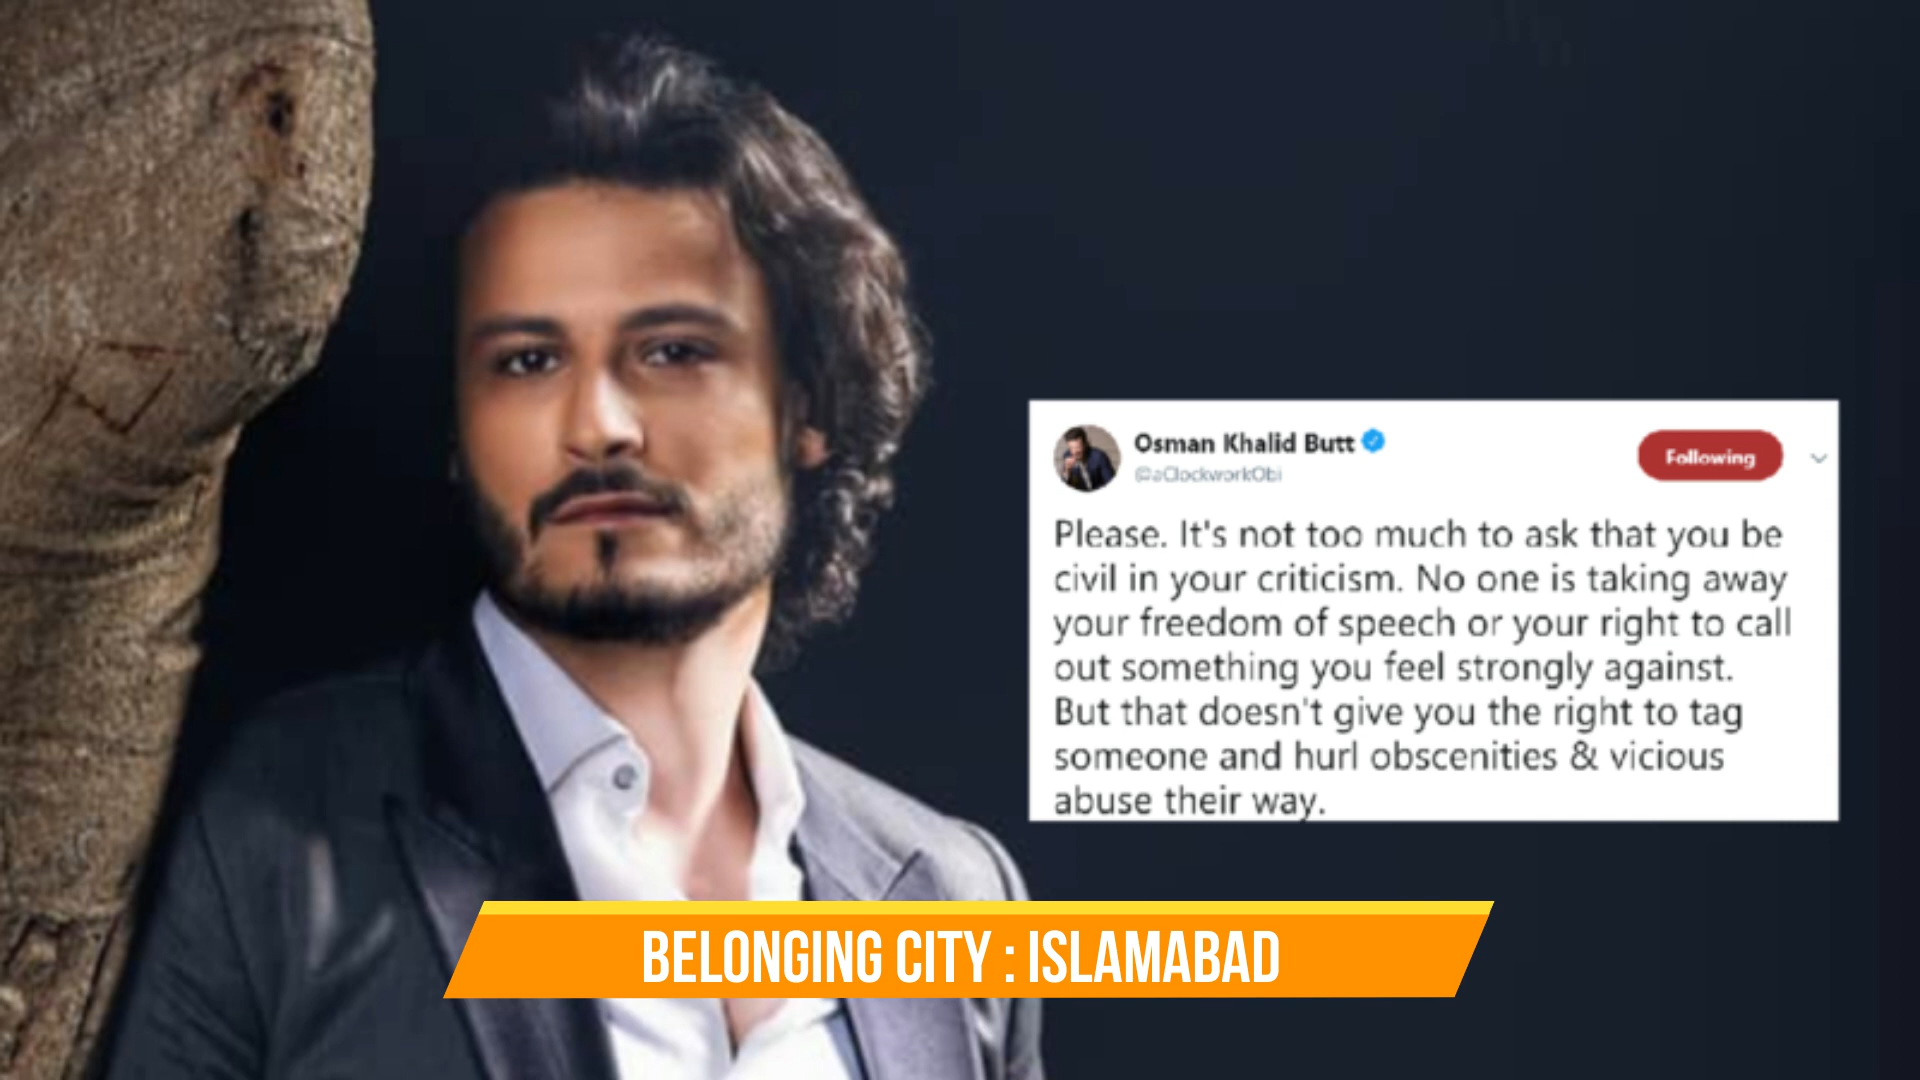 Osman Khalid Butt
@aClockworkObi
Following
Please. It's not too much to ask that you be
civil in your criticism. No one is taking away
your freedom of speech or your right to call
out something you feel strongly against.
But that doesn't give you the right to tag
someone and hurl obscenities & vicious
abuse their way.
BELONGING CITY : ISLAMABAD